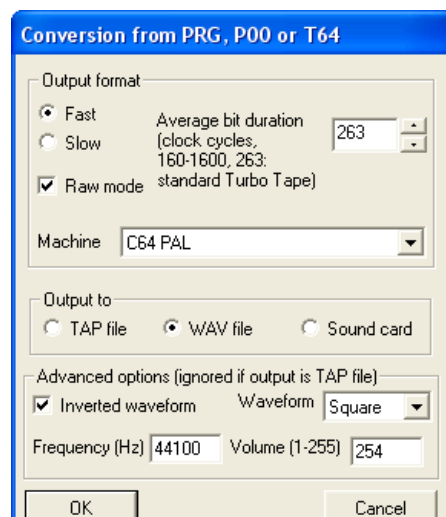 Conversion from PRG, P00 or T64
Output format
Fast
Slow
Raw mode
Average bit duration
(clock cycles,
160-1600, 263:
standard Turbo Tape)
263
Machine C64 PAL
Output to
TAP file WAV file Sound card
Advanced options (ignored if output is TAP file)
Inverted waveform Waveform Square
Frequency (Hz) 44100 Volume (1-255) 254
OK Cancel